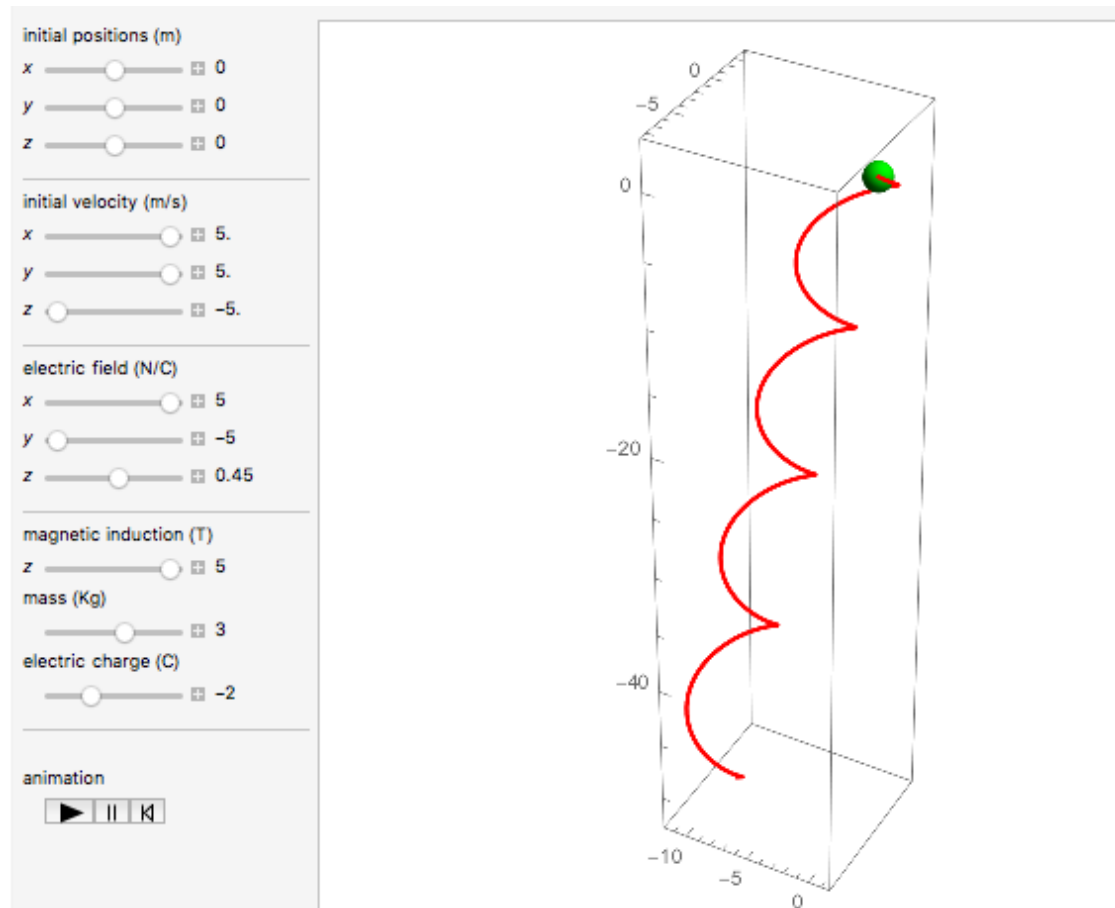 initial positions (m)
x 0
y 0
z 0
initial velocity (m/s)
x 5.
y 5.
z -5.
electric field (N/C)
x 5
y -5
z 0.45
magnetic induction (T)
z 5
mass (Kg)
3
electric charge (C)
-2
animation
0
-5
0
-20
-40
-10
-5
0